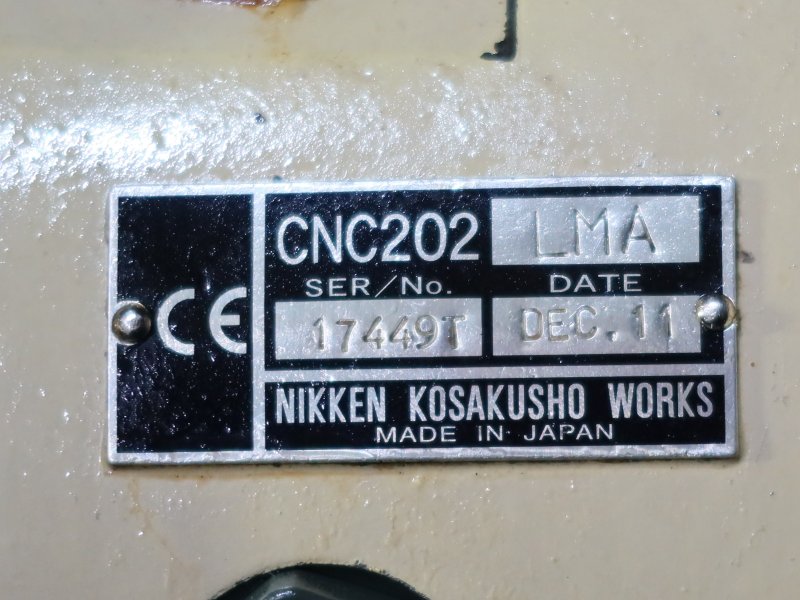 CE
CNC202 LMA
SER/No. DATE
17449T DEC.11
NIKKEN KOSAKUSHO WORKS
MADE IN JAPAN